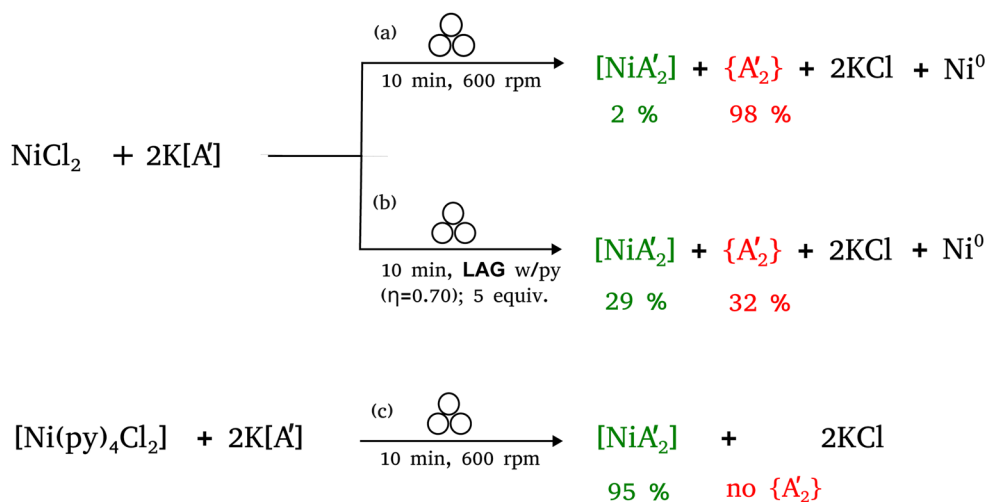 (a)
10 min, 600 rpm
[NiA′₂] + {A′₂} + 2KCl + Ni⁰
2 % 98 %
NiCl₂ + 2K[A′]
(b)
10 min, LAG w/py
(η=0.70); 5 equiv.
[NiA′₂] + {A′₂} + 2KCl + Ni⁰
29 % 32 %
[Ni(py)₄Cl₂] + 2K[A′]
(c)
10 min, 600 rpm
[NiA′₂] + 2KCl
95 % no {A′₂}